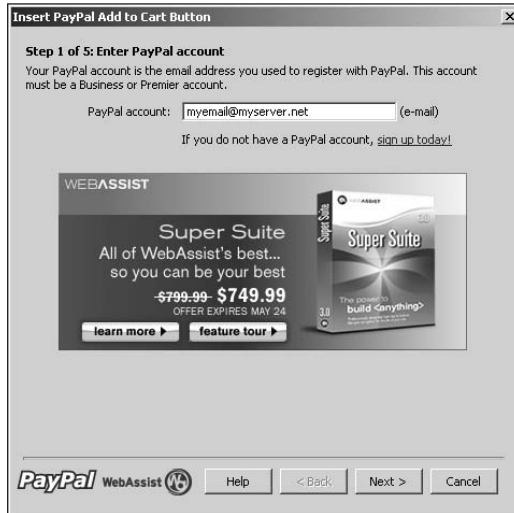 Insert PayPal Add to Cart Button
Step 1 of 5: Enter PayPal account
Your PayPal account is the email address you used to register with PayPal. This account
must be a Business or Premier account.
PayPal account: myemail@myserver.net (e-mail)
If you do not have a PayPal account, sign up today!
WEBASSIST
Super Suite
All of WebAssist's best...
so you can be your best
$799.99 $749.99
OFFER EXPIRES MAY 24
learn more
feature tour
WEBASSIST
3.0
Super Suite
Super Suite
The power to
build <anything>
3.0
PayPal WebAssist Help < Back Next > Cancel